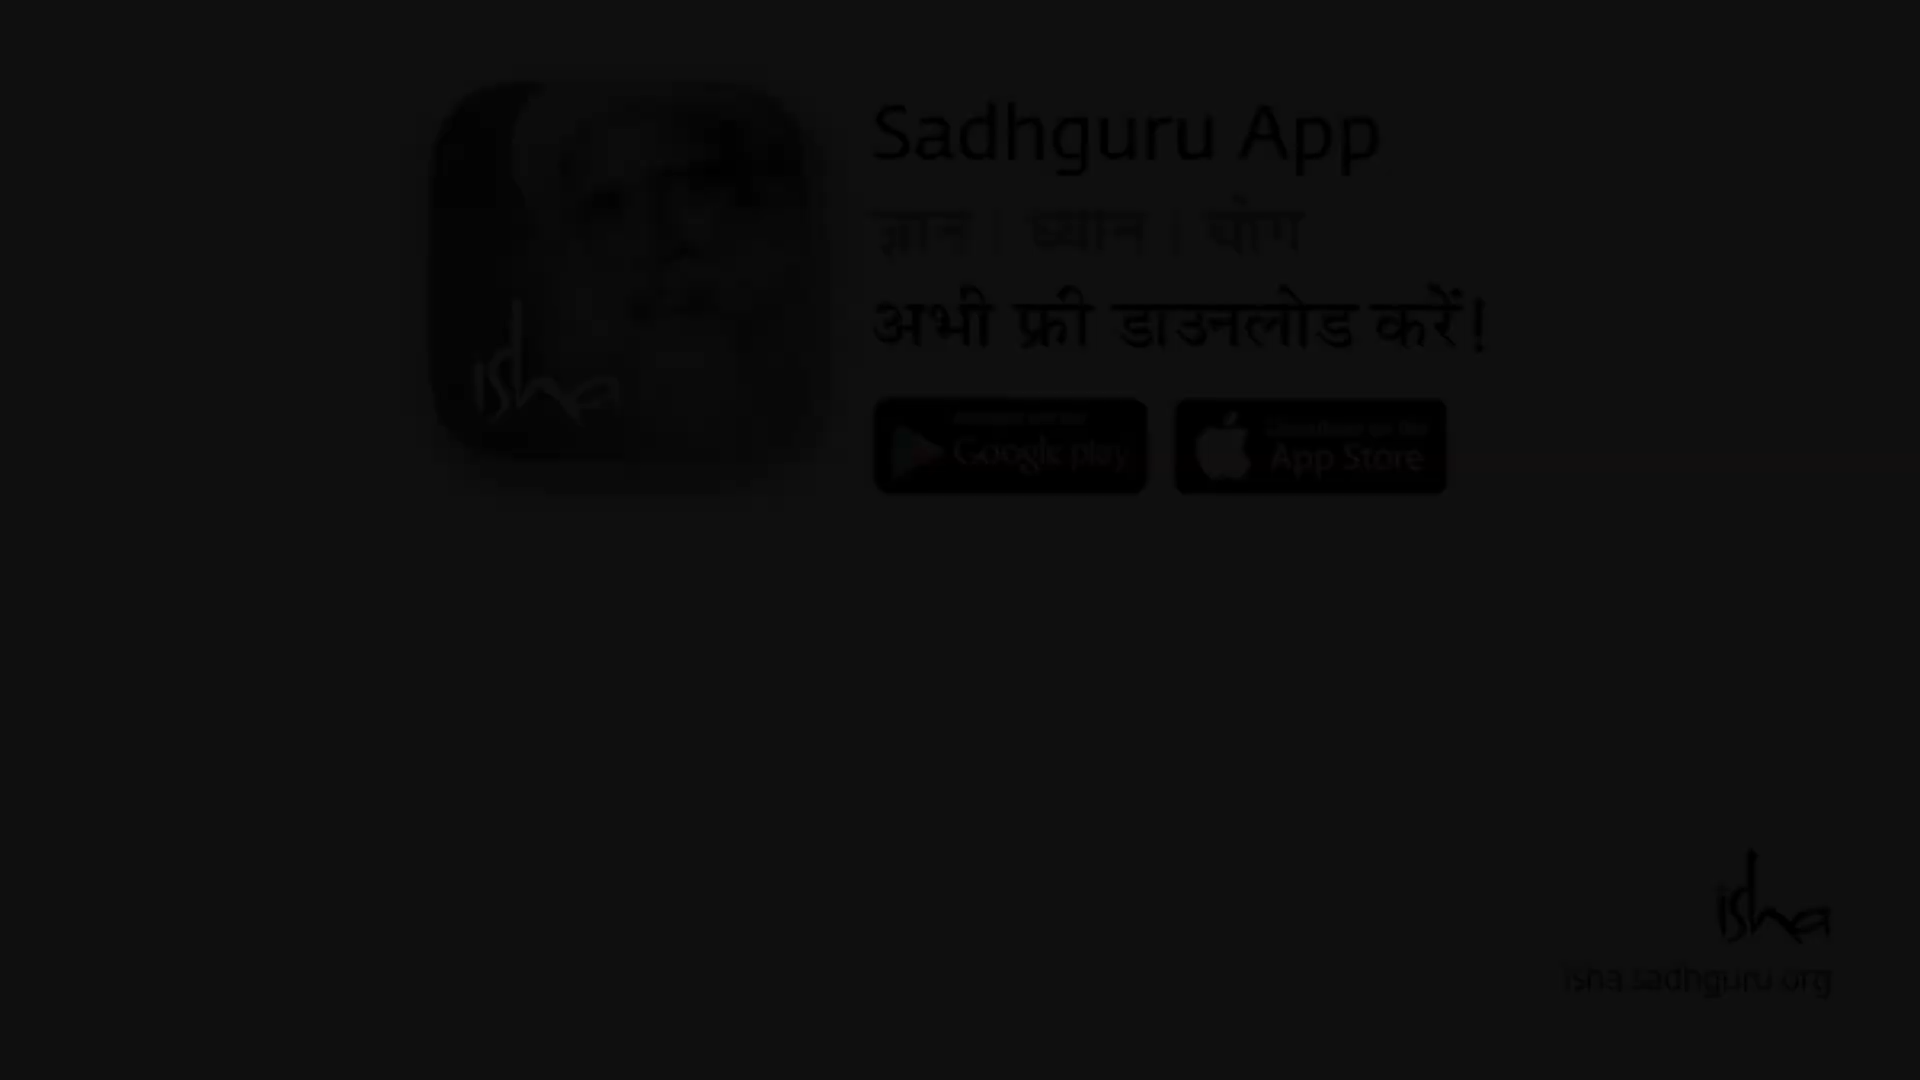 Sadhguru App
ज्ञान | ध्यान | योग
अभी फ्री डाउनलोड करें!
isha
Google play
App Store
isha
isha.sadhguru.org